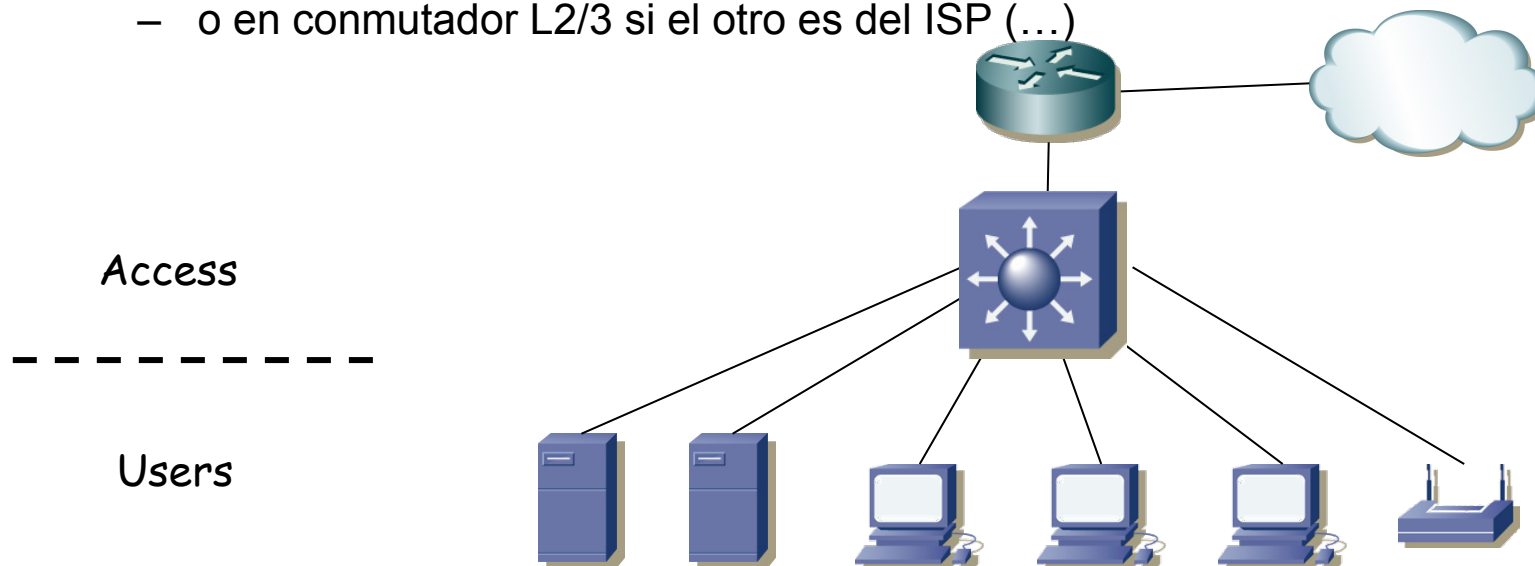 – o en conmutador L2/3 si el otro es del ISP (…)
Access
Users